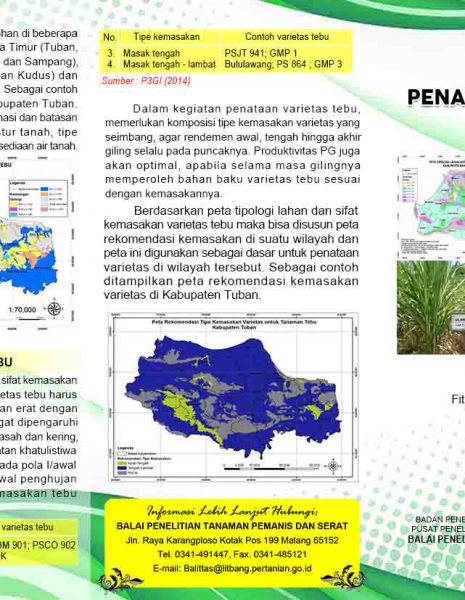 han di beberapa
a Timur (Tuban,
dan Sampang),
an Kudus) dan
Sebagai contoh
bupaten Tuban.
nasi dan batasan
stur tanah, tipe
sediaan air tanah.
1:70,000
BU
sifat kemasakan
etas tebu harus
an erat dengan
gat dipengaruhi
asah dan kering,
tan khatulistiwa
ada pola l/awal
wal penghujan
masakan tebu
varietas tebu
BM 901; PSCO 902
K
No. Tipe kemasakan Contoh varietas tebu
3. Masak tengah PSJT 941; GMP 1
4. Masak tengah - lambat Bululawang; PS 864 ; GMP 3
Sumber : P3GI (2014)
Dalam kegiatan penataan varietas tebu,
memerlukan komposisi tipe kemasakan varietas yang
seimbang, agar rendemen awal, tengah hingga akhir
giling selalu pada puncaknya. Produktivitas PG juga
akan optimal, apabila selama masa gilingnya
memperoleh bahan baku varietas tebu sesuai
dengan kemasakannya.
Berdasarkan peta tipologi lahan dan sifat
kemasakan varietas tebu maka bisa disusun peta
rekomendasi kemasakan di suatu wilayah dan
peta ini digunakan sebagai dasar untuk penataan
varietas di wilayah tersebut. Sebagai contoh
ditampilkan peta rekomendasi kemasakan
varietas di Kabupaten Tuban.
Peta Rekomendasi Tipe Kemasakan Varietas untuk Tanaman Tebu
Kabupaten Tuban
Legenda
Informasi Lebih Lanjut Hubungi:
BALAI PENELITIAN TANAMAN PEMANIS DAN SERAT
Jln. Raya Karangploso Kotak Pos 199 Malang 65152
Tel. 0341-491447, Fax. 0341-485121
E-mail: Balittas@litbang.pertanian.go.id
PENA
Fit
BADAN PENE
PUSAT PENEL
BALAI PENEL